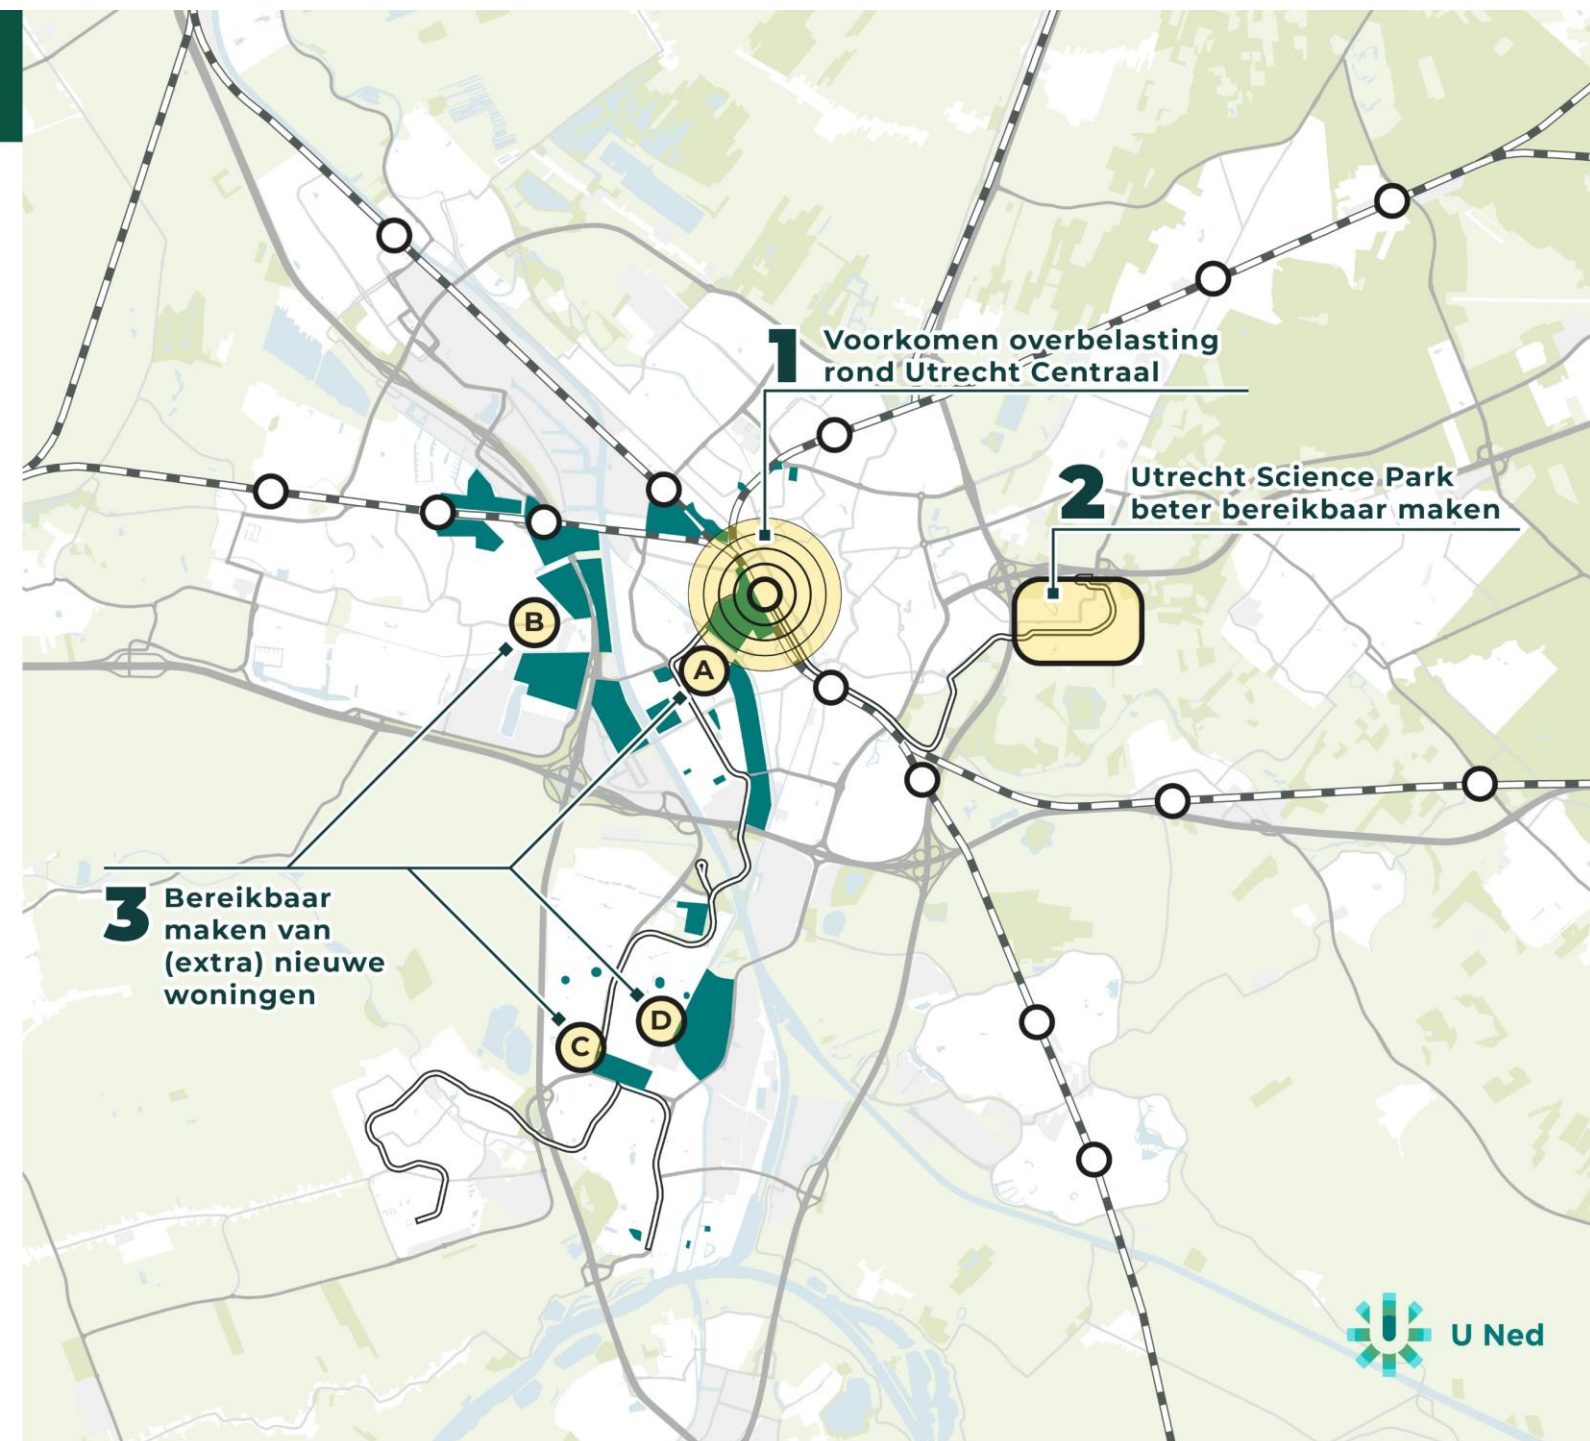 1 Voorkomen overbelasting
rond Utrecht Centraal
2 Utrecht Science Park
beter bereikbaar maken
B
A
3 Bereikbaar
maken van
(extra) nieuwe
woningen
D
C
U Ned